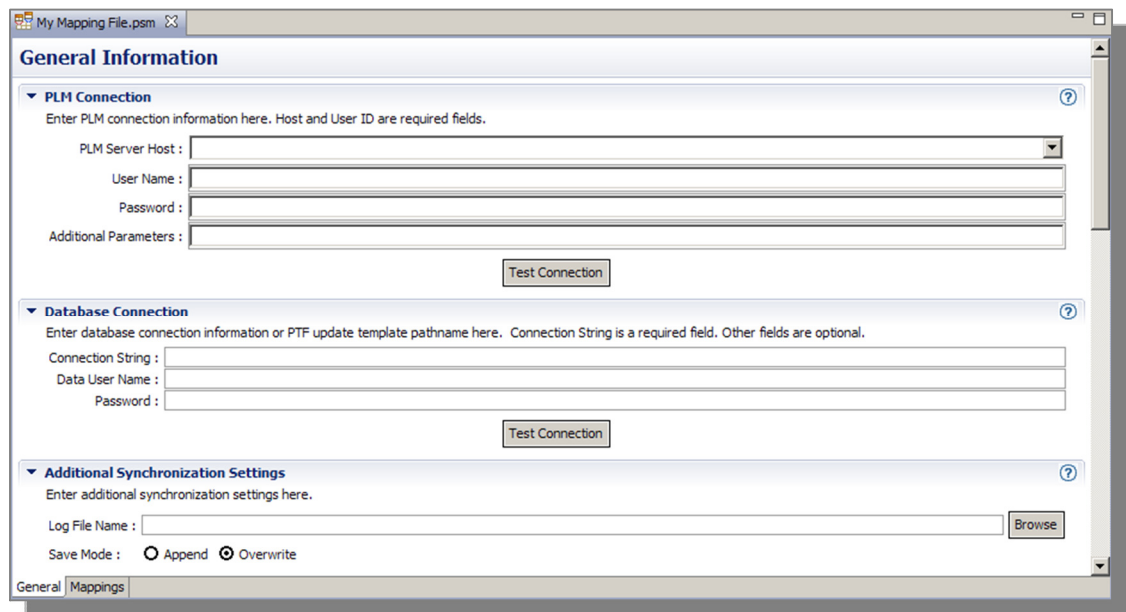 My Mapping File.psm
General Information
PLM Connection
Enter PLM connection information here. Host and User ID are required fields.
PLM Server Host :
User Name :
Password :
Additional Parameters :
Test Connection
Database Connection
Enter database connection information or PTF update template pathname here. Connection String is a required field. Other fields are optional.
Connection String :
Data User Name :
Password :
Test Connection
Additional Synchronization Settings
Enter additional synchronization settings here.
Log File Name :
Browse
Save Mode : Append Overwrite
General Mappings